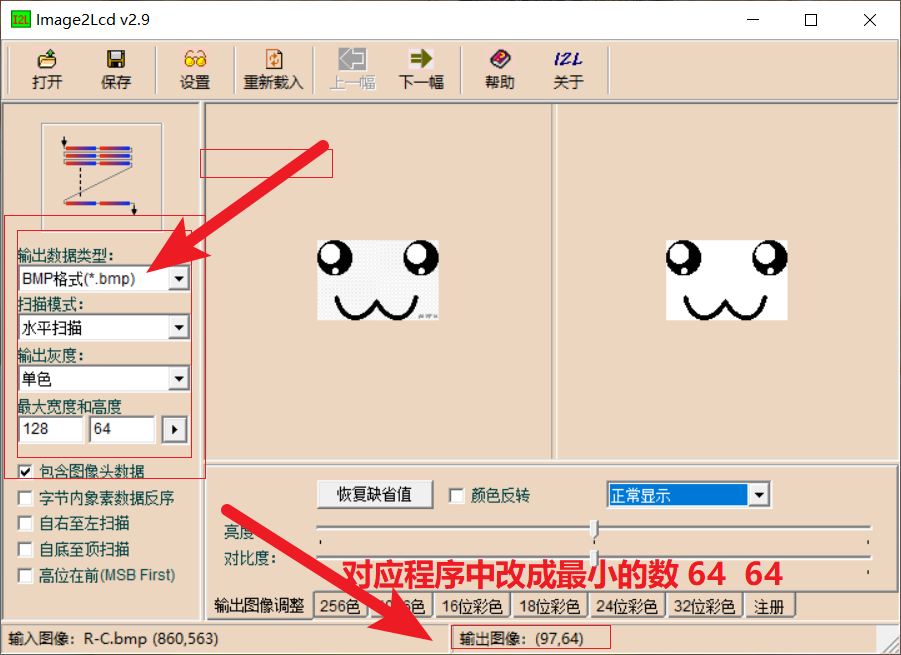 Image2Lcd v2.9
打开 保存 设置 重新载入 上一幅 下一幅 帮助 关于
输出数据类型：
BMP格式(*.bmp)
扫描模式：
水平扫描
输出灰度：
单色
最大宽度和高度
128 64
包含图像头数据
字节内象素数据反序
自右至左扫描
自底至顶扫描
高位在前(MSB First)
恢复缺省值 颜色反转 正常显示
亮度
对比度：
对应程序中改成最小的数 64 64
输出图像调整 256色 色 16位彩色 18位彩色 24位彩色 32位彩色 注册
输入图像：R-C.bmp (860,563) 输出图像：(97,64)